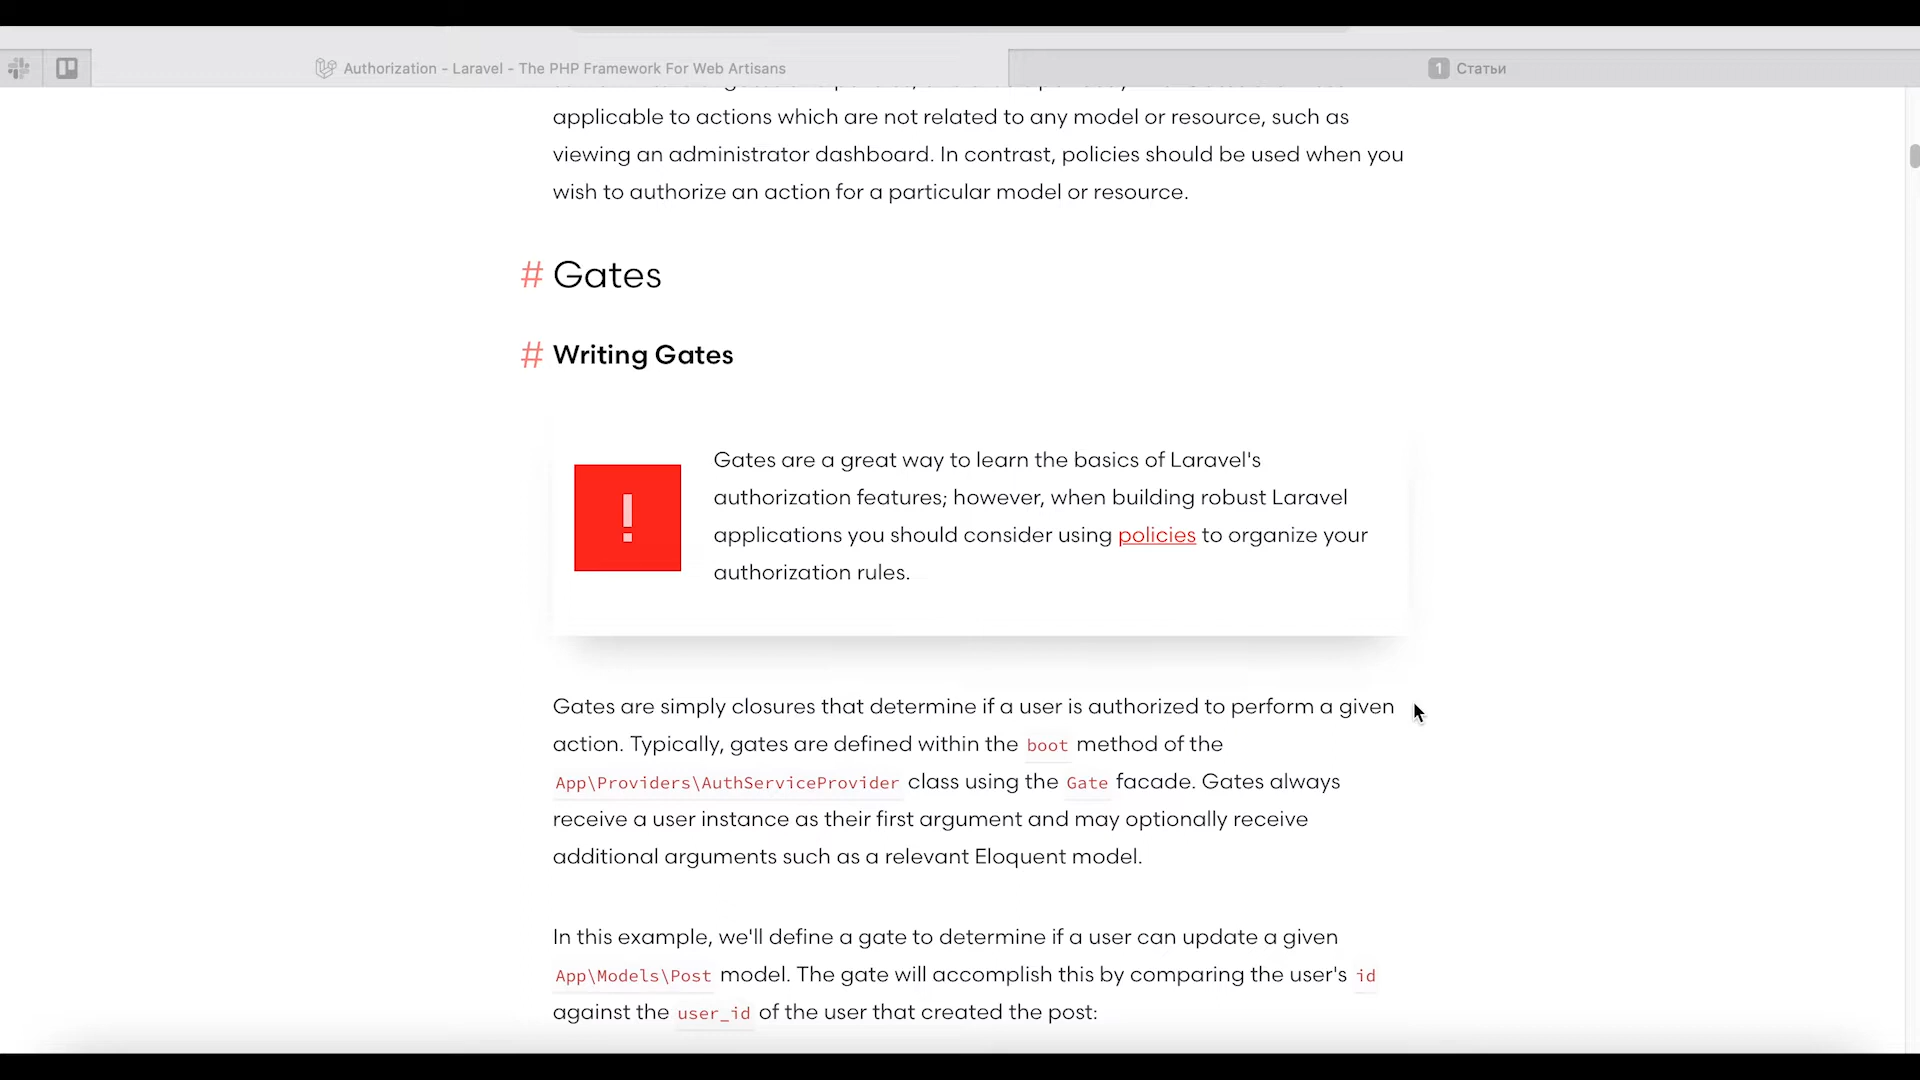 Authorization - Laravel - The PHP Framework For Web Artisans
1 Статьи
applicable to actions which are not related to any model or resource, such as
viewing an administrator dashboard. In contrast, policies should be used when you
wish to authorize an action for a particular model or resource.
# Gates
# Writing Gates
!
Gates are a great way to learn the basics of Laravel's
authorization features; however, when building robust Laravel
applications you should consider using policies to organize your
authorization rules.
Gates are simply closures that determine if a user is authorized to perform a given
action. Typically, gates are defined within the boot method of the
App\Providers\AuthServiceProvider class using the Gate facade. Gates always
receive a user instance as their first argument and may optionally receive
additional arguments such as a relevant Eloquent model.
In this example, we'll define a gate to determine if a user can update a given
App\Models\Post model. The gate will accomplish this by comparing the user's id
against the user_id of the user that created the post: